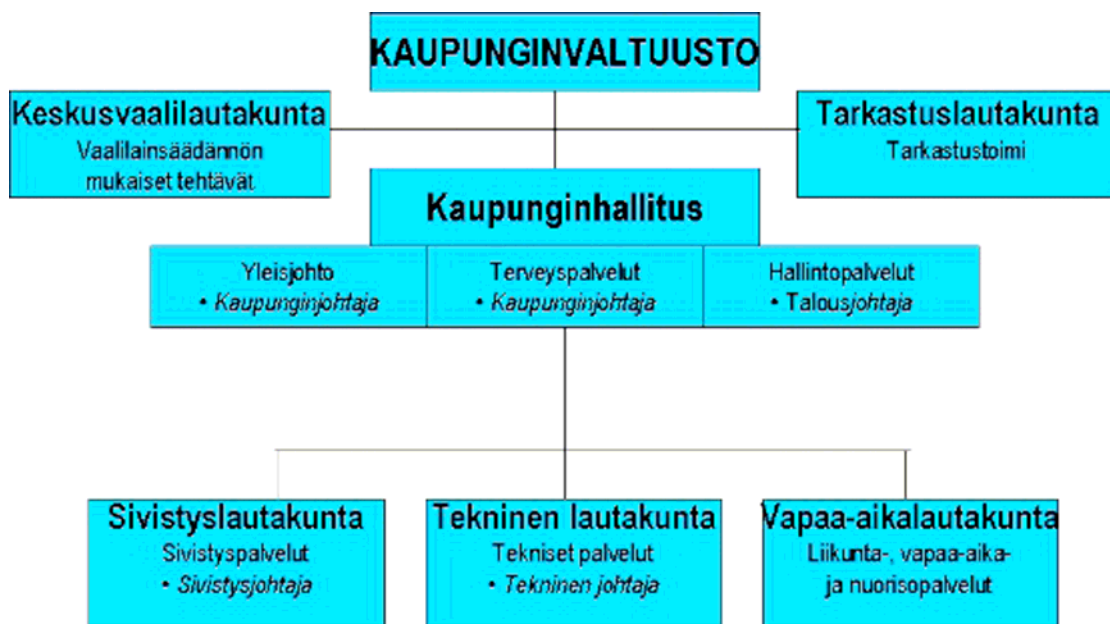 KAUPUNGINVALTUUSTO
Keskusvaalilautakunta
Vaalilainsäädännön
mukaiset tehtävät
Tarkastuslautakunta
Tarkastustoimi
Kaupunginhallitus
Yleisjohto
• Kaupunginjohtaja
Terveyspalvelut
• Kaupunginjohtaja
Hallintopalvelut
• Talousjohtaja
Sivistyslautakunta
Sivistyspalvelut
• Sivistysjohtaja
Tekninen lautakunta
Tekniset palvelut
• Tekninen johtaja
Vapaa-aikalautakunta
Liikunta-, vapaa-aika-
ja nuorisopalvelut